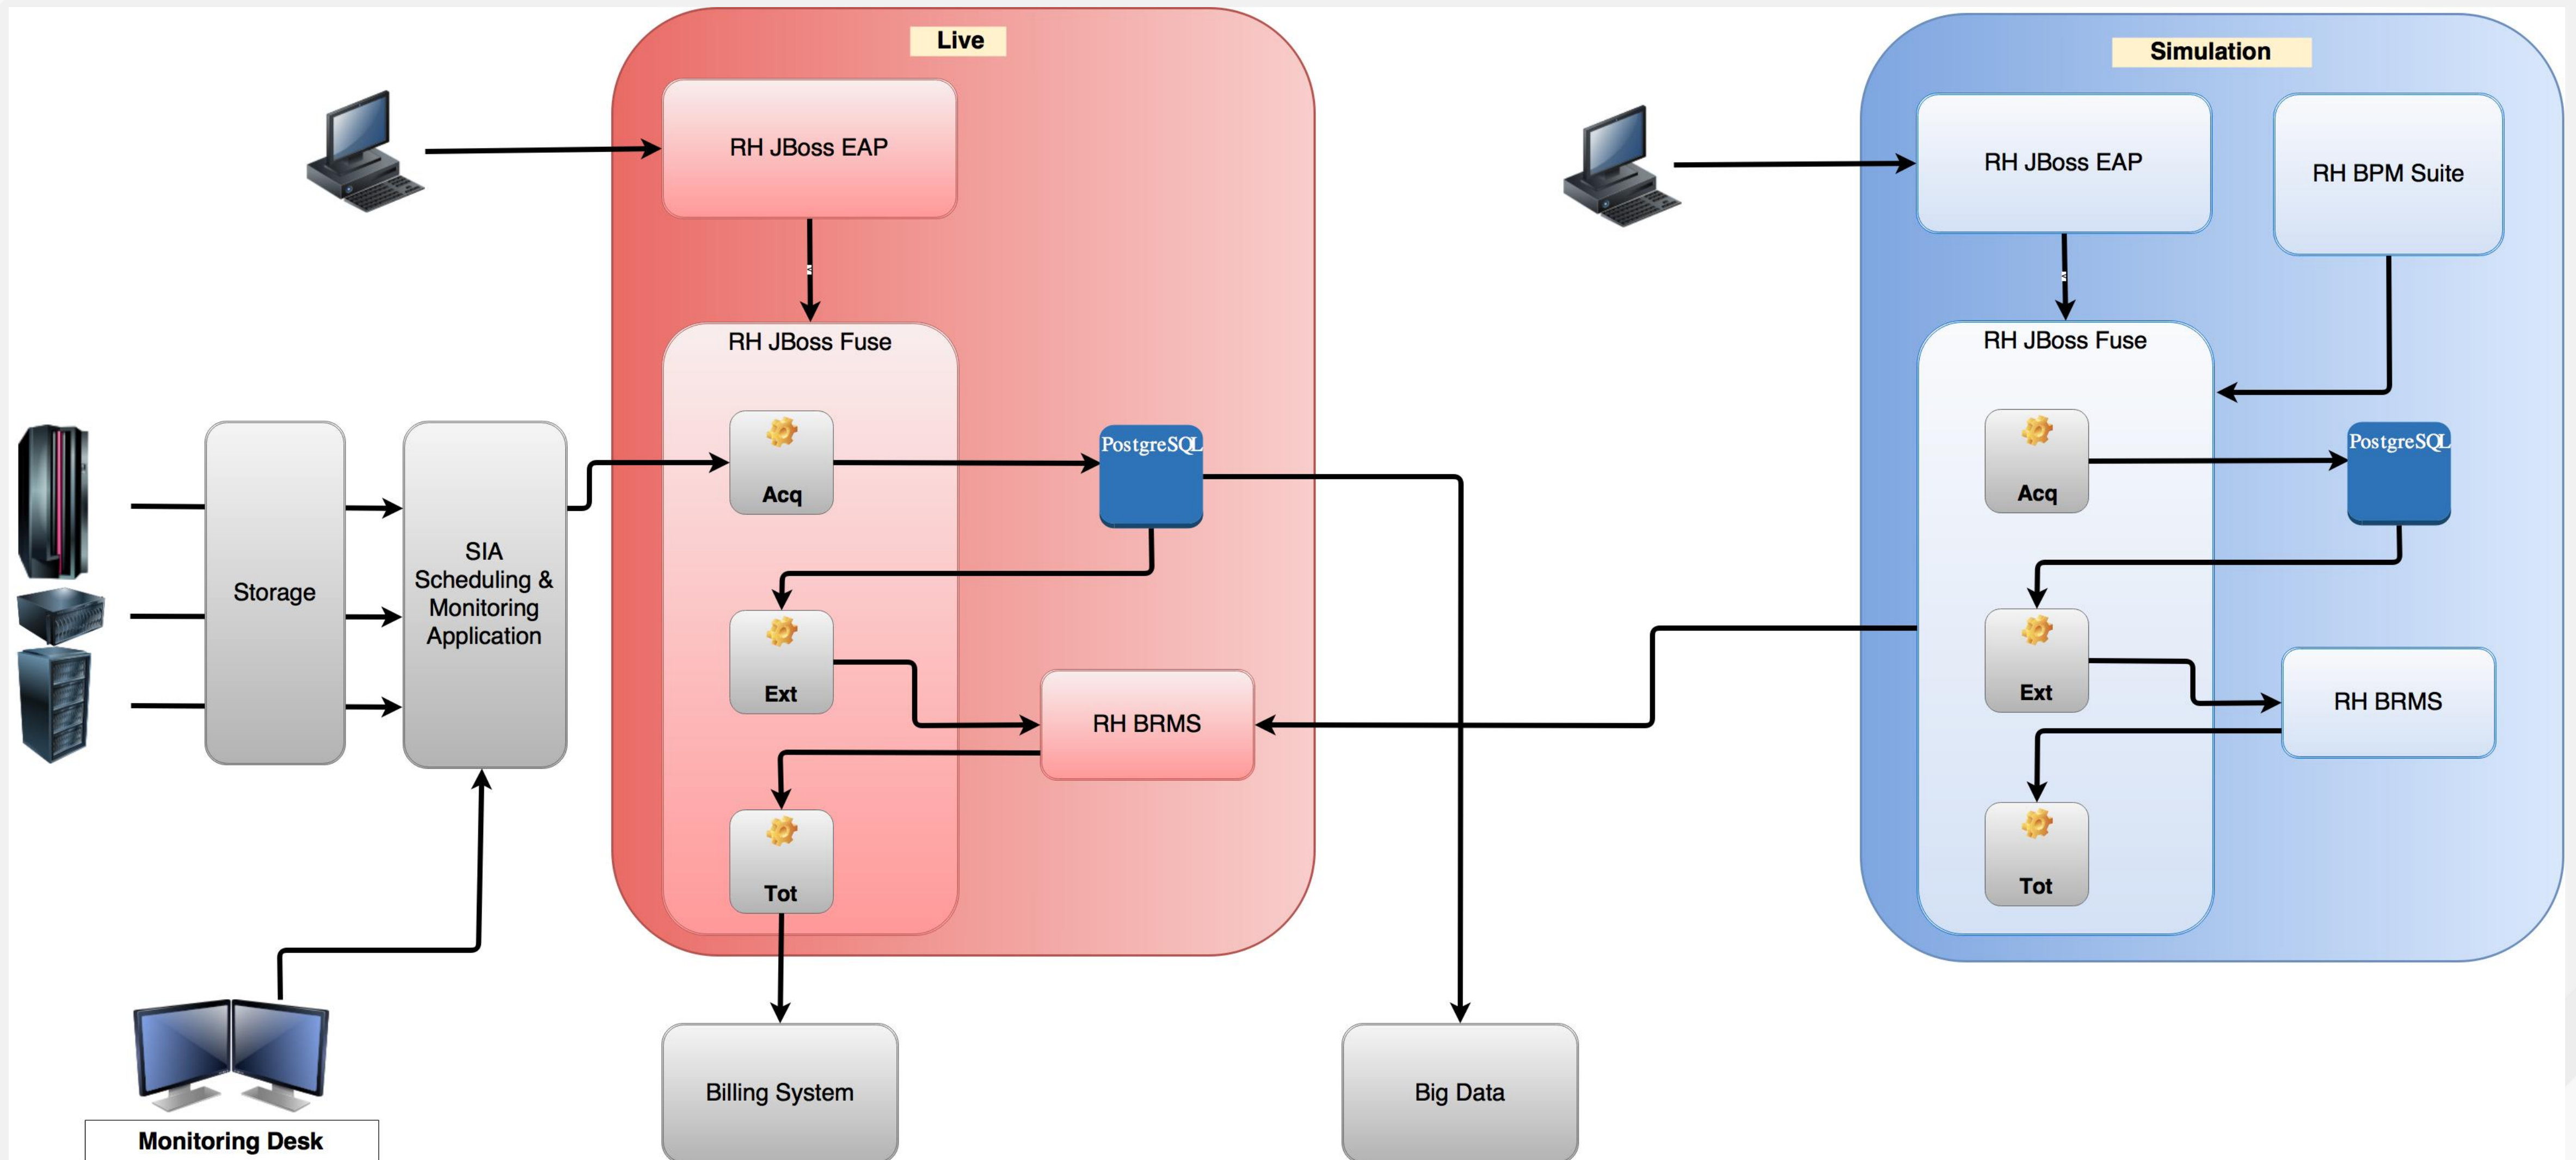 Live
Simulation
RH JBoss EAP
RH JBoss EAP
RH BPM Suite
RH JBoss Fuse
RH JBoss Fuse
Acq
PostgreSQL
Acq
PostgreSQL
Storage
SIA
Scheduling &
Monitoring
Application
Ext
RH BRMS
Ext
RH BRMS
Tot
Tot
Billing System
Big Data
Monitoring Desk